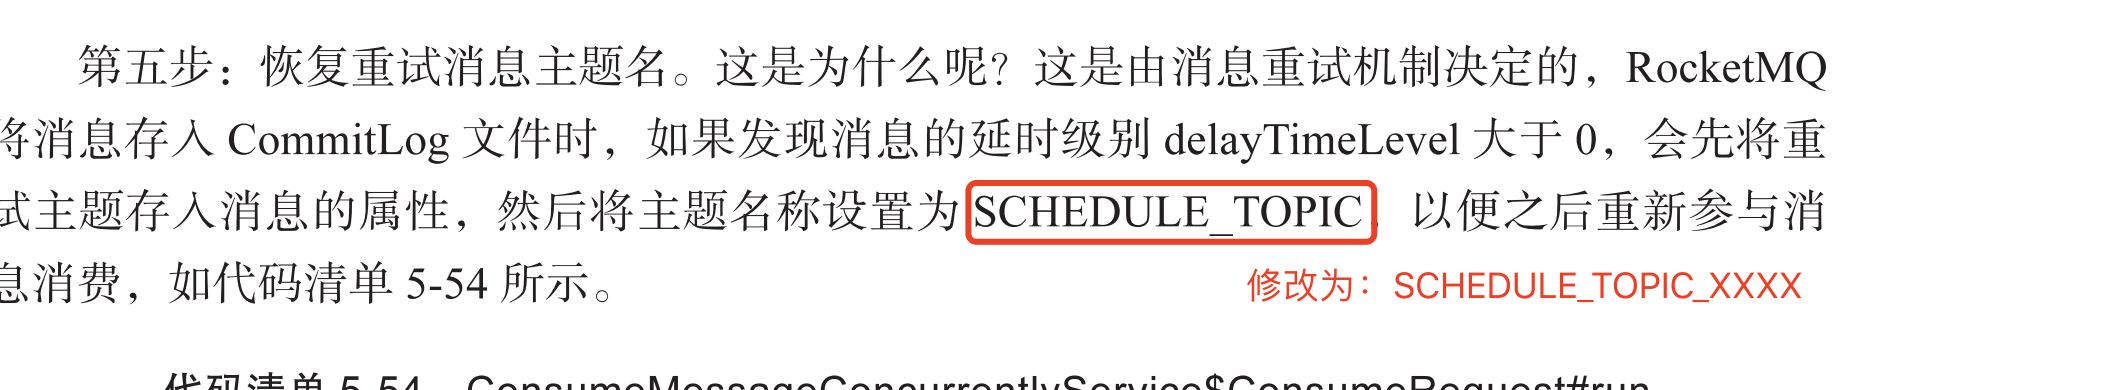 第五步：恢复重试消息主题名。这是为什么呢？这是由消息重试机制决定的，RocketMQ
将消息存入 CommitLog 文件时，如果发现消息的延时级别 delayTimeLevel 大于 0，会先将重
试主题存入消息的属性，然后将主题名称设置为 SCHEDULE_TOPIC，以便之后重新参与消
息消费，如代码清单 5-54 所示。
修改为：SCHEDULE_TOPIC_XXXX
代码清单 5-54 ConsumeMessageConcurrentlyService$ConsumeRequest#run